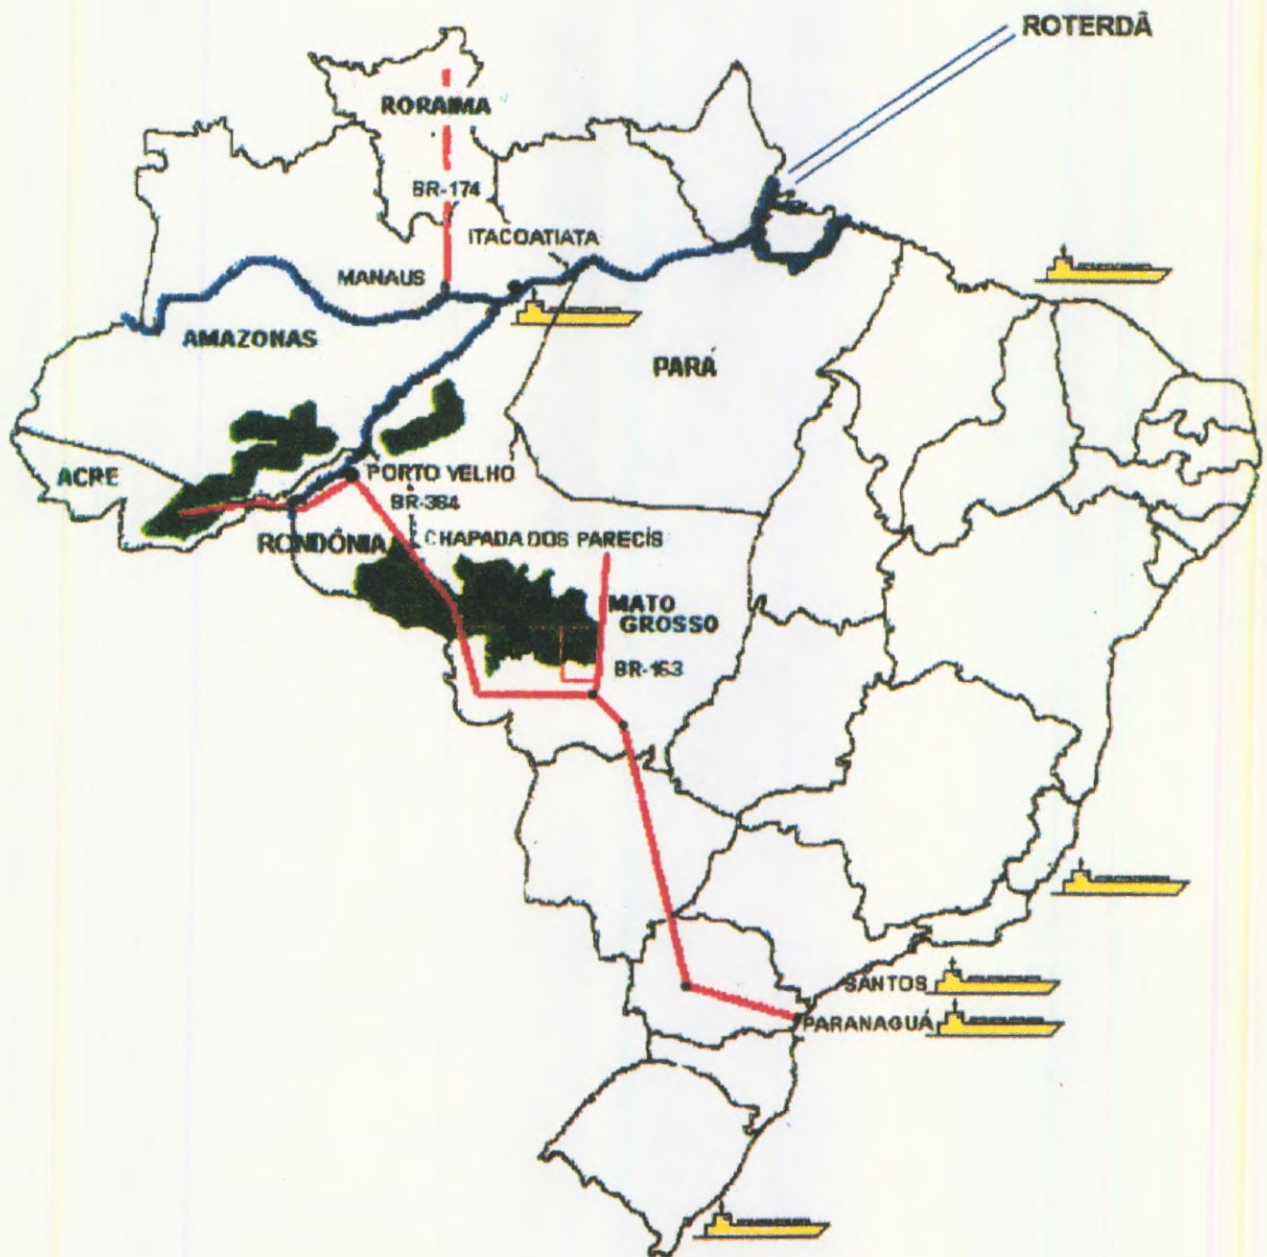 ROTERDÃ
RORAIMA
BR-174
ITACOATIATA
MANAUS
AMAZONAS
PARÁ
ACRE
PORTO VELHO
BR-364
RONDÔNIA
CHAPADA DOS PARECÍS
MATO
GROSSO
BR-163
SANTOS
PARANAGUÁ